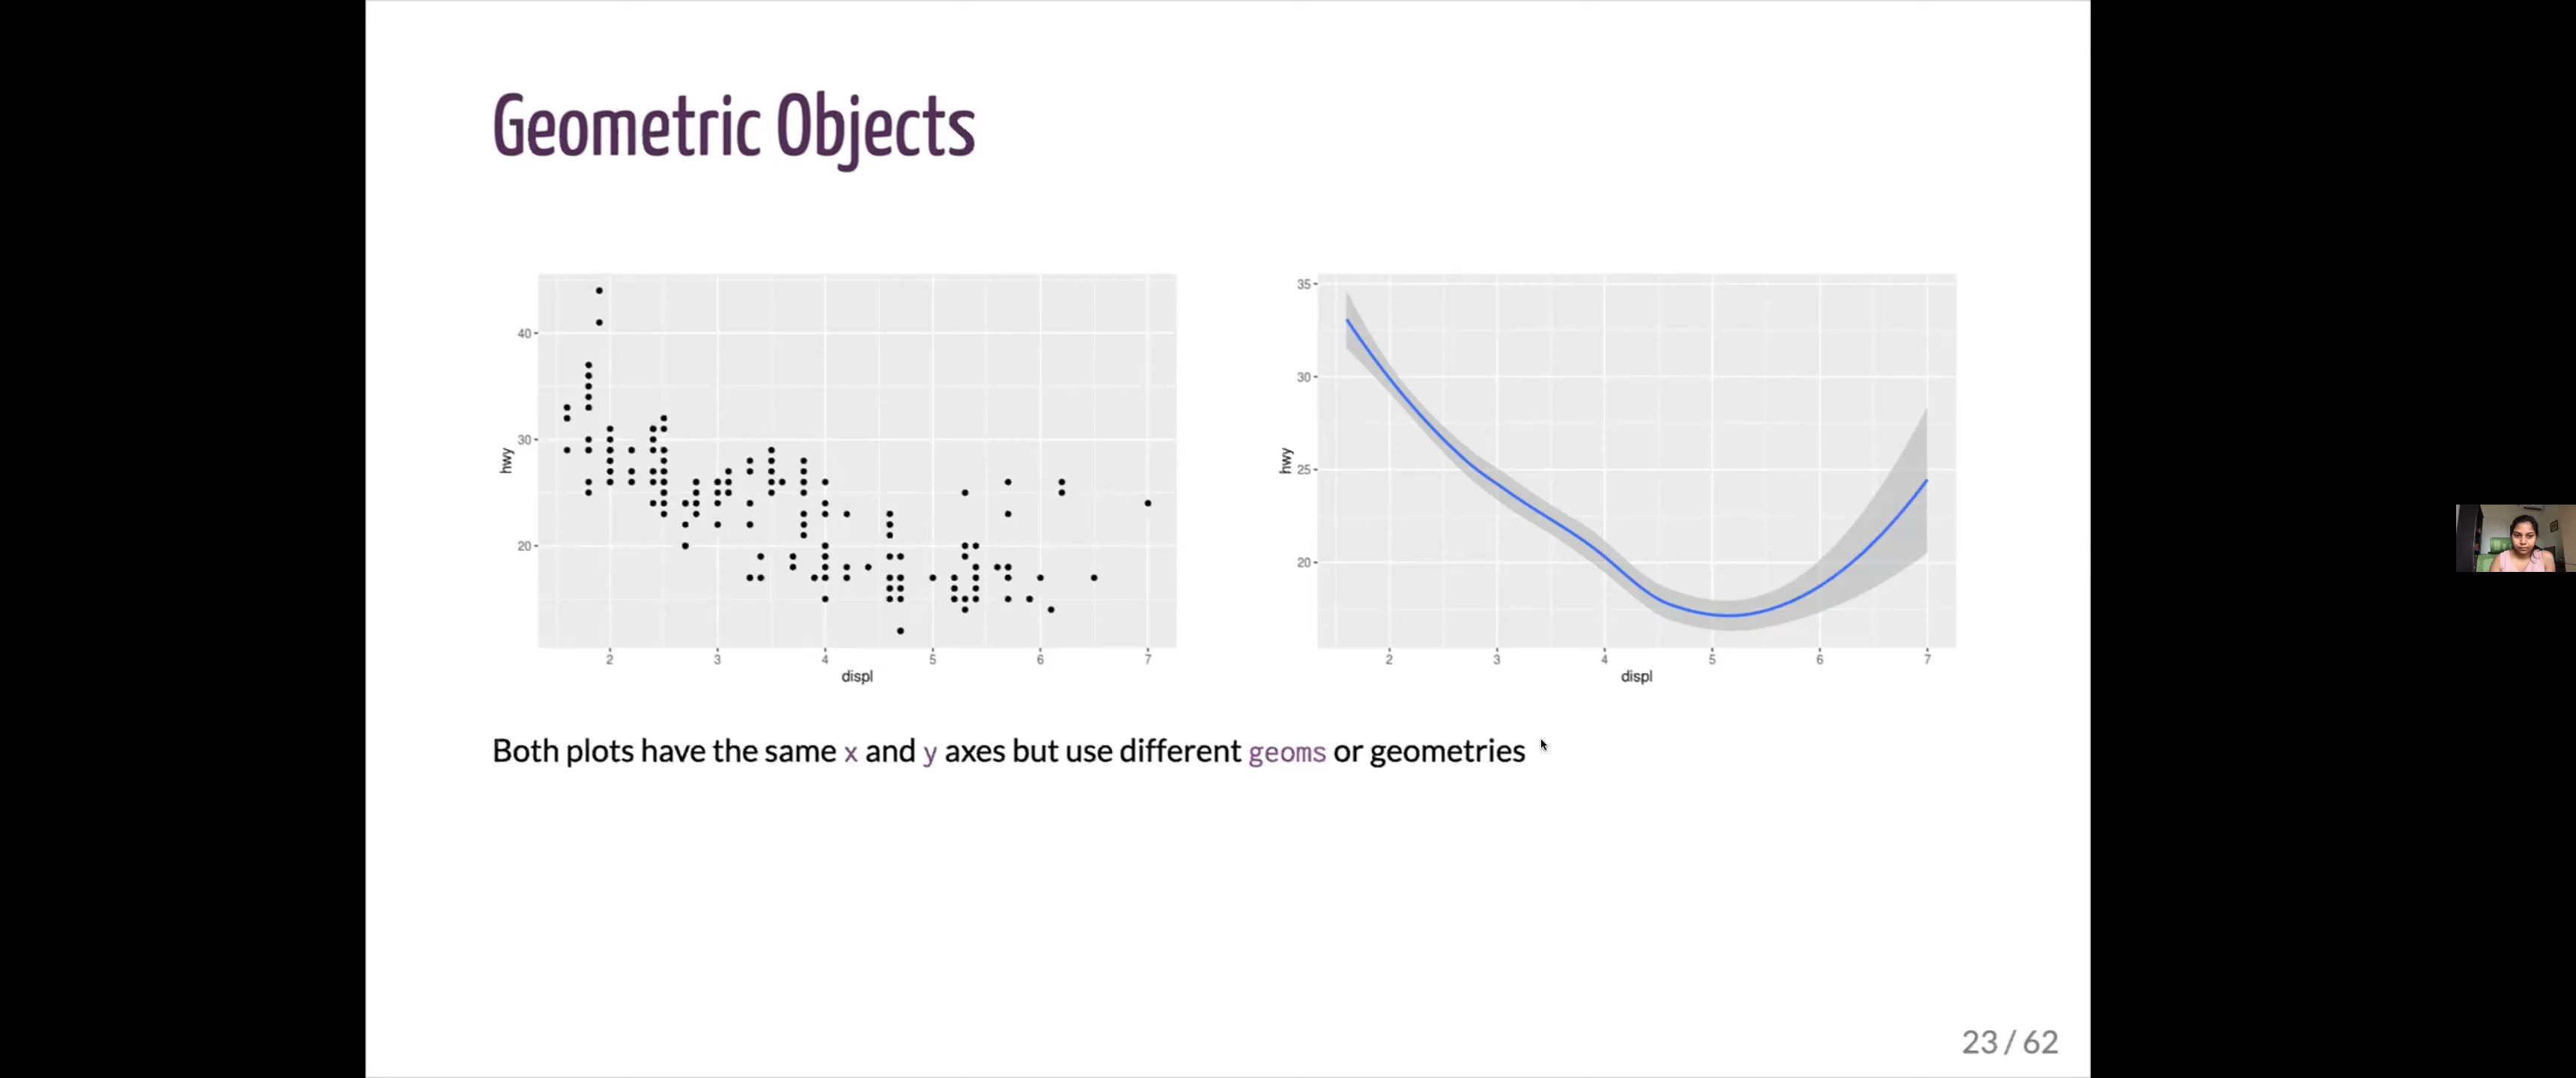 Geometric Objects
40
30
20
hwy
2 3 4 5 6 7
displ
35
30
25
20
hwy
2 3 4 5 6 7
displ
Both plots have the same x and y axes but use different geoms or geometries
23 / 62